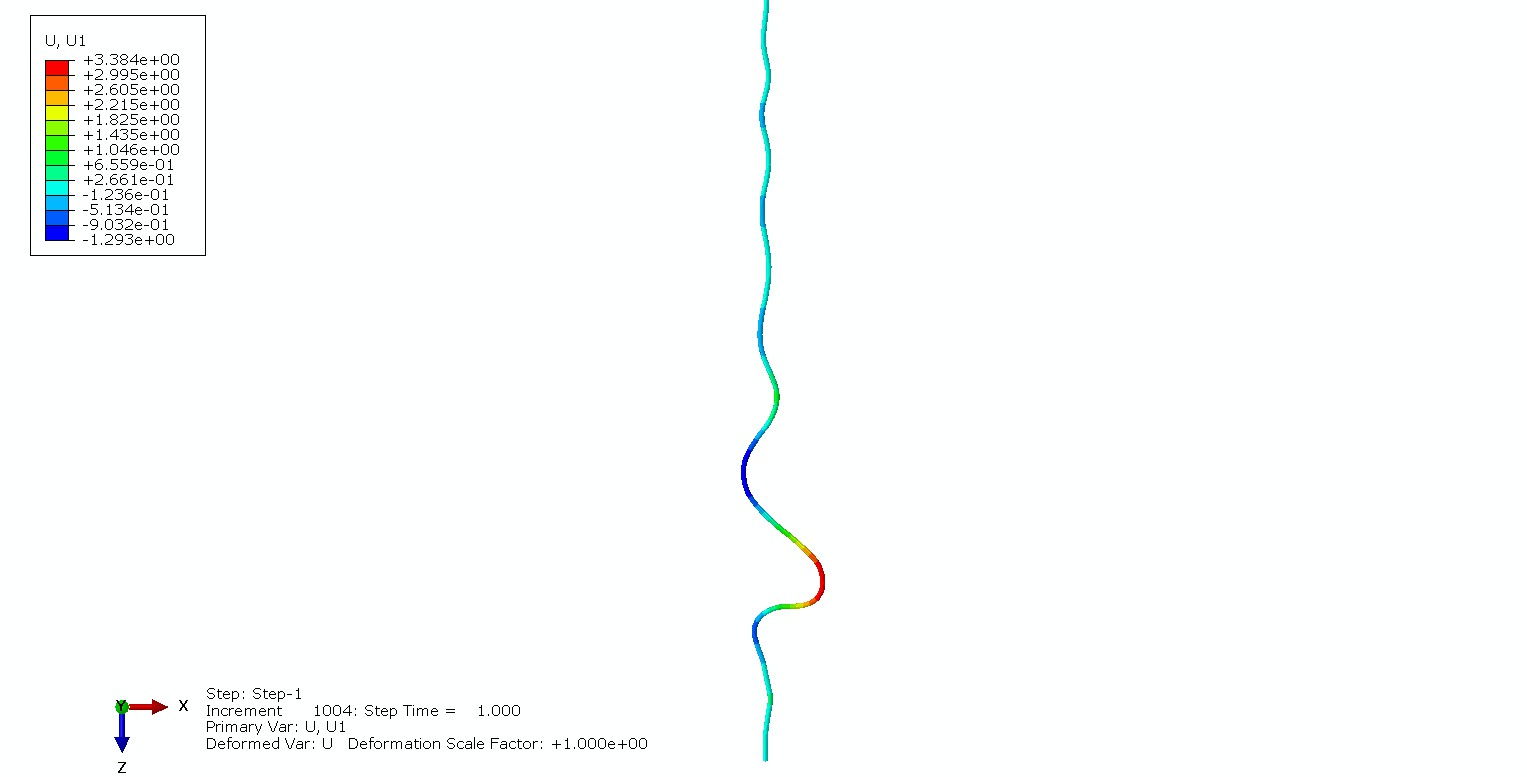 U, U1
+3.384e+00
+2.995e+00
+2.605e+00
+2.215e+00
+1.825e+00
+1.435e+00
+1.046e+00
+6.559e-01
+2.661e-01
-1.236e-01
-5.134e-01
-9.032e-01
-1.293e+00
Step: Step-1
Y X
Increment 1004: Step Time = 1.000
Primary Var: U, U1
Deformed Var: U Deformation Scale Factor: +1.000e+00
Z